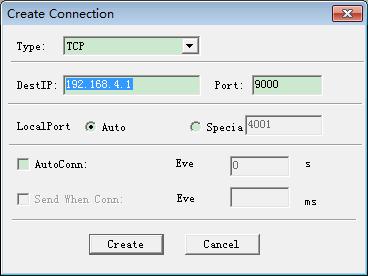 Create Connection
Type: TCP
DestIP: 192.168.4.1 Port: 9000
LocalPort Auto Specia 4001
AutoConn: Eve 0 s
Send When Conn: Eve ms
Create Cancel